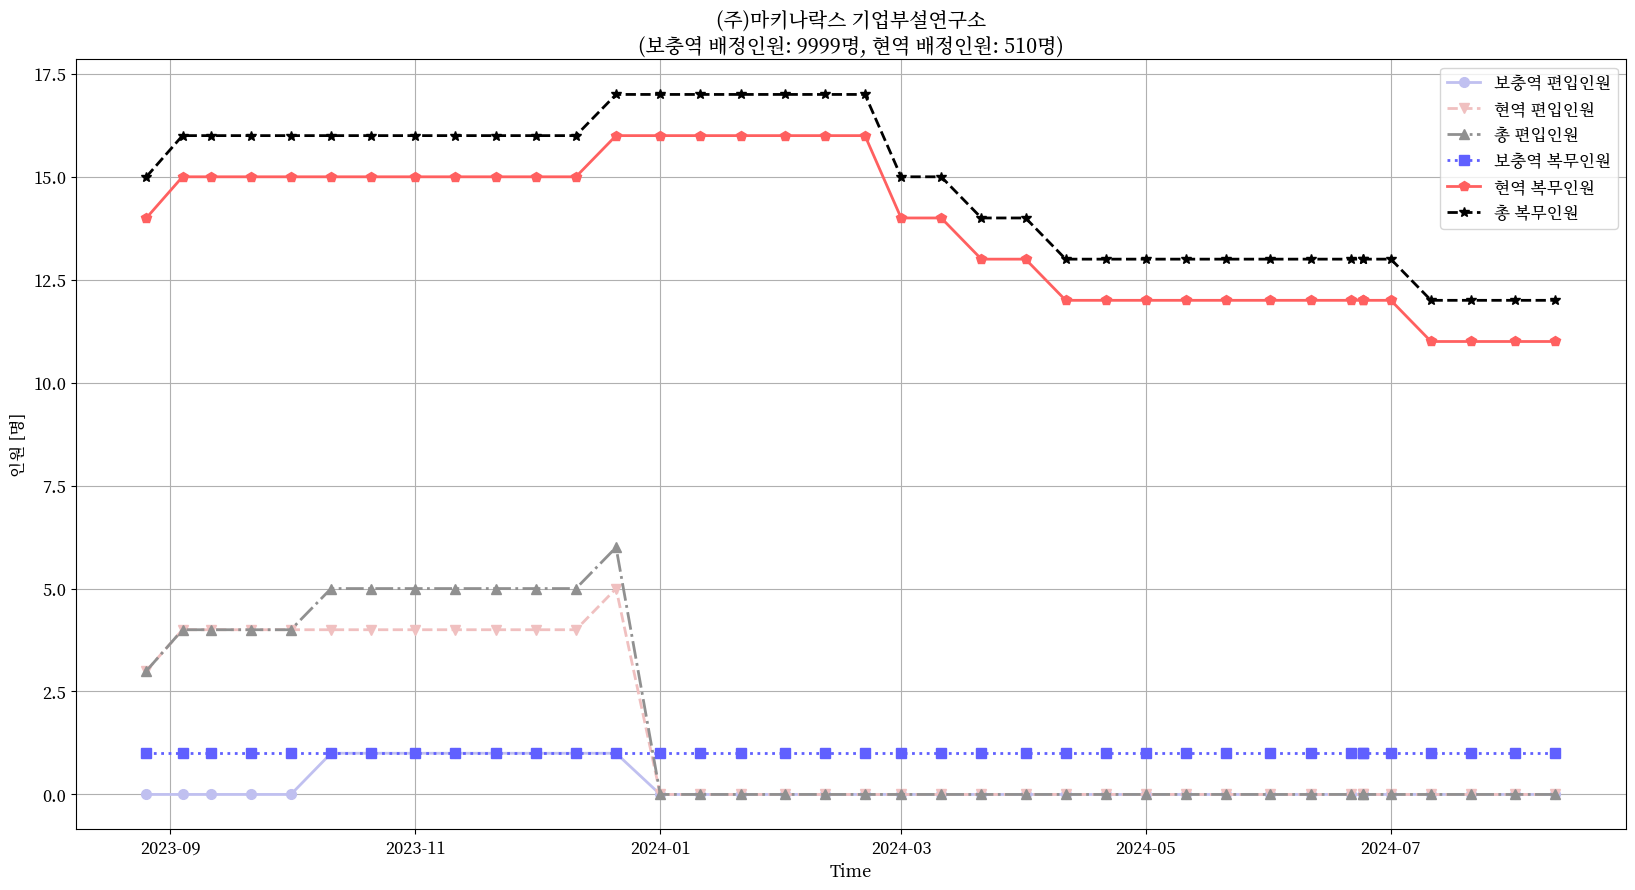 (주)마키나락스 기업부설연구소
(보충역 배정인원: 9999명, 현역 배정인원: 510명)
17.5
15.0
12.5
10.0
7.5
5.0
2.5
0.0
인원 [명]
보충역 편입인원
현역 편입인원
총 편입인원
보충역 복무인원
현역 복무인원
총 복무인원
2023-09
2023-11
2024-01
2024-03
2024-05
2024-07
Time